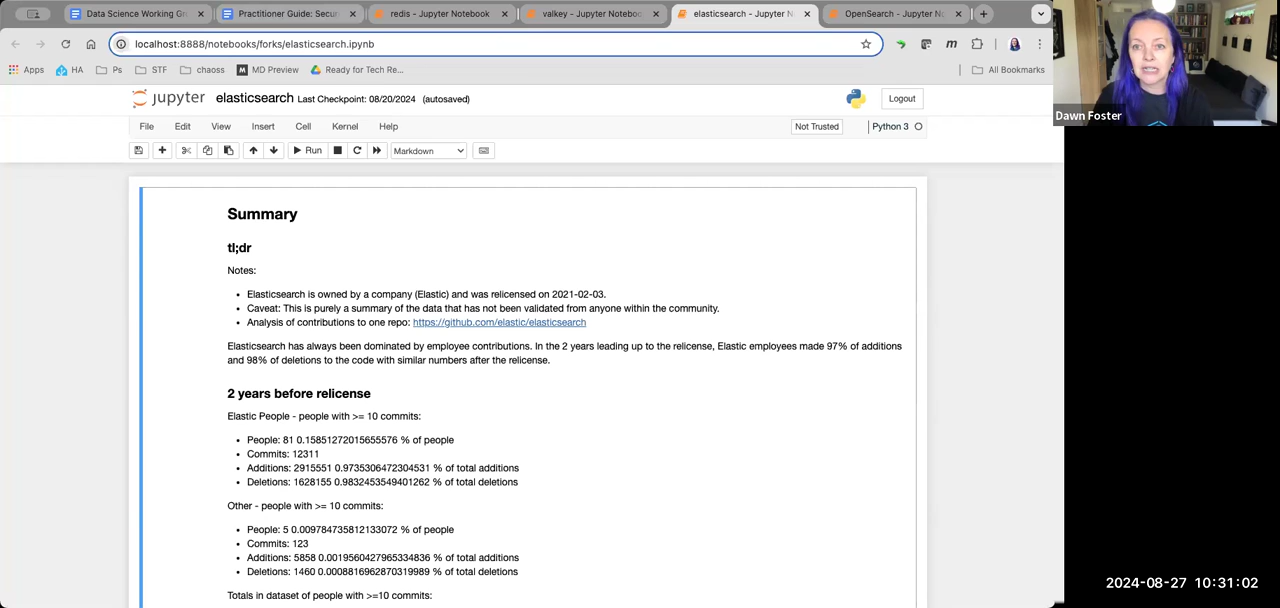 Data Science Working Gr
Practitioner Guide: Secur
redis - Jupyter Notebook
valkey - Jupyter Noteboo
elasticsearch - Jupyter N
OpenSearch - Jupyter No
localhost:8888/notebooks/forks/elasticsearch.ipynb
Apps
HA
Ps
STF
chaoss
MD Preview
Ready for Tech Re...
All Bookmarks
Dawn Foster
jupyter elasticsearch Last Checkpoint: 08/20/2024 (autosaved)
Logout
File Edit View Insert Cell Kernel Help
Not Trusted
Python 3
Run
Markdown
Summary
tl;dr
Notes:
• Elasticsearch is owned by a company (Elastic) and was relicensed on 2021-02-03.
• Caveat: This is purely a summary of the data that has not been validated from anyone within the community.
• Analysis of contributions to one repo: https://github.com/elastic/elasticsearch
Elasticsearch has always been dominated by employee contributions. In the 2 years leading up to the relicense, Elastic employees made 97% of additions
and 98% of deletions to the code with similar numbers after the relicense.
2 years before relicense
Elastic People - people with >= 10 commits:
• People: 81 0.15851272015655576 % of people
• Commits: 12311
• Additions: 2915551 0.9735306472304531 % of total additions
• Deletions: 1628155 0.9832453549401262 % of total deletions
Other - people with >= 10 commits:
• People: 5 0.009784735812133072 % of people
• Commits: 123
• Additions: 5858 0.0019560427965334836 % of total additions
• Deletions: 1460 0.0008816962870319989 % of total deletions
Totals in dataset of people with >=10 commits:
2024-08-27 10:31:02